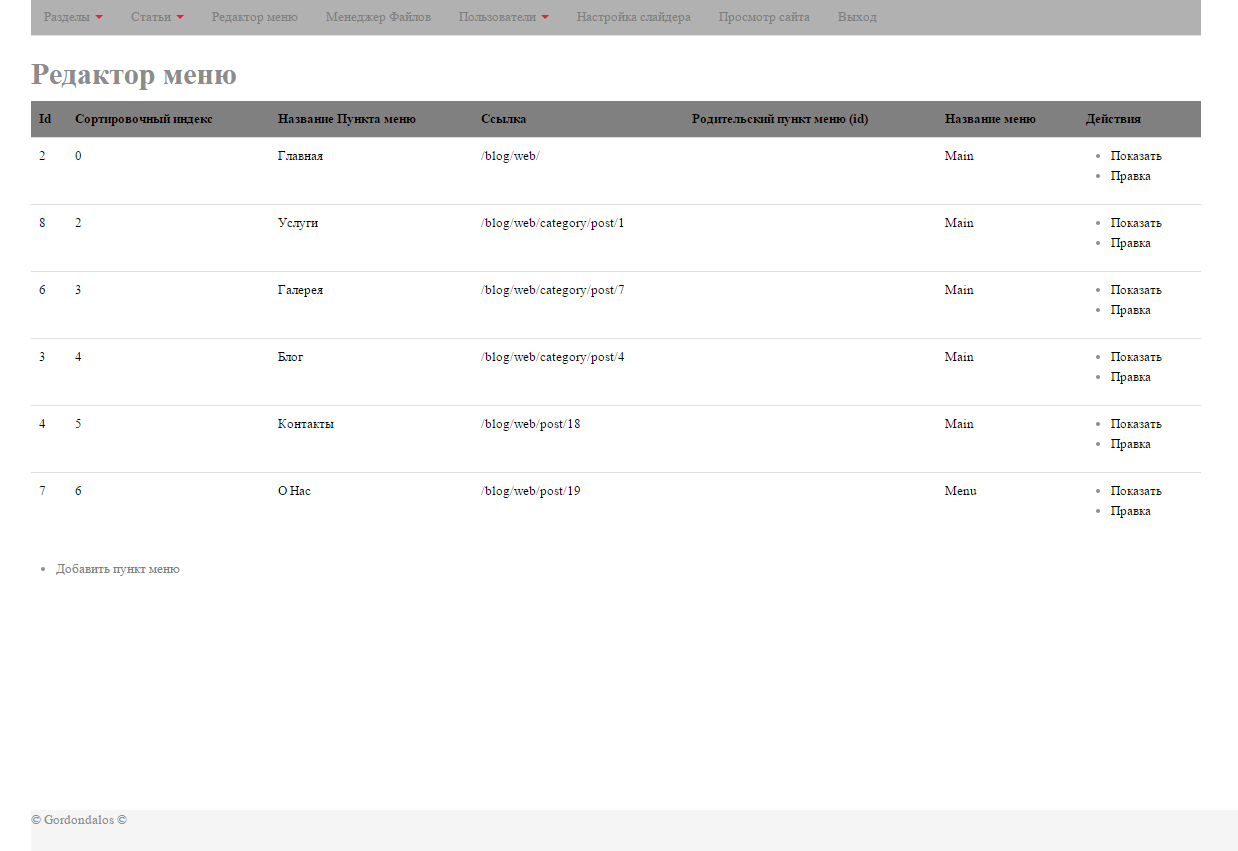 Разделы Статьи Редактор меню Менеджер Файлов Пользователи Настройка слайдера Просмотр сайта Выход
Редактор меню
Id Сортировочный индекс Название Пункта меню Ссылка Родительский пункт меню (id) Название меню Действия
2 0 Главная /blog/web/ Main Показать
Правка
8 2 Услуги /blog/web/category/post/1 Main Показать
Правка
6 3 Галерея /blog/web/category/post/7 Main Показать
Правка
3 4 Блог /blog/web/category/post/4 Main Показать
Правка
4 5 Контакты /blog/web/post/18 Main Показать
Правка
7 6 О Нас /blog/web/post/19 Menu Показать
Правка
Добавить пункт меню
© Gordondalos ©